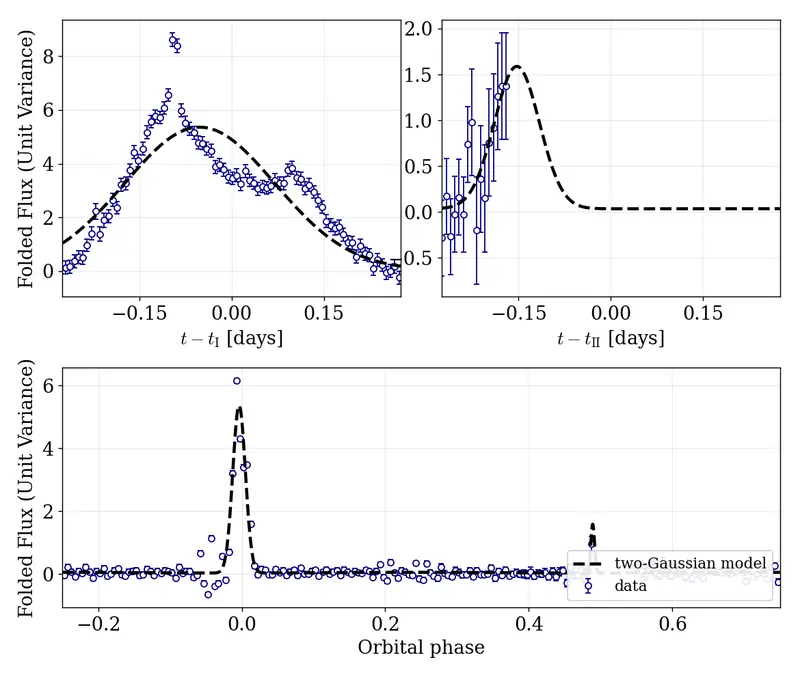 Folded Flux (Unit Variance)
8
6
4
2
0
−0.15 0.00 0.15
t − tI [days]
2.0
1.5
1.0
0.5
0.0
0.5
−0.15 0.00 0.15
t − tII [days]
Folded Flux (Unit Variance)
6
4
2
0
−0.2 0.0 0.2 0.4 0.6
Orbital phase
two-Gaussian model
data